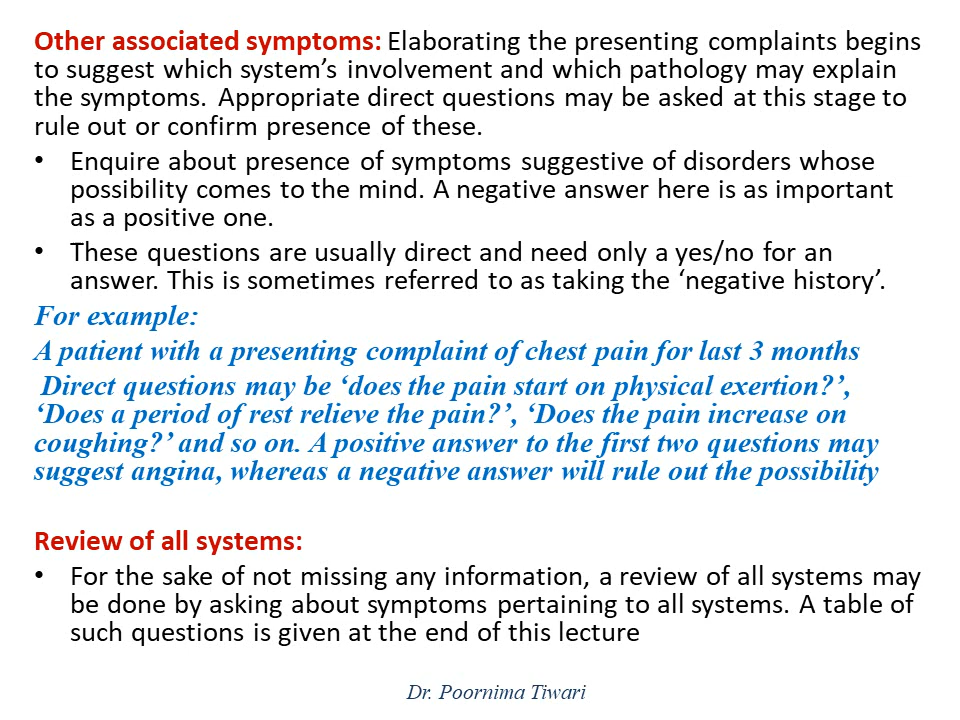 Other associated symptoms: Elaborating the presenting complaints begins
to suggest which system’s involvement and which pathology may explain
the symptoms. Appropriate direct questions may be asked at this stage to
rule out or confirm presence of these.
• Enquire about presence of symptoms suggestive of disorders whose
possibility comes to the mind. A negative answer here is as important
as a positive one.
• These questions are usually direct and need only a yes/no for an
answer. This is sometimes referred to as taking the ‘negative history’.
For example:
A patient with a presenting complaint of chest pain for last 3 months
Direct questions may be ‘does the pain start on physical exertion?’,
‘Does a period of rest relieve the pain?’, ‘Does the pain increase on
coughing?’ and so on. A positive answer to the first two questions may
suggest angina, whereas a negative answer will rule out the possibility
Review of all systems:
• For the sake of not missing any information, a review of all systems may
be done by asking about symptoms pertaining to all systems. A table of
such questions is given at the end of this lecture
Dr. Poornima Tiwari